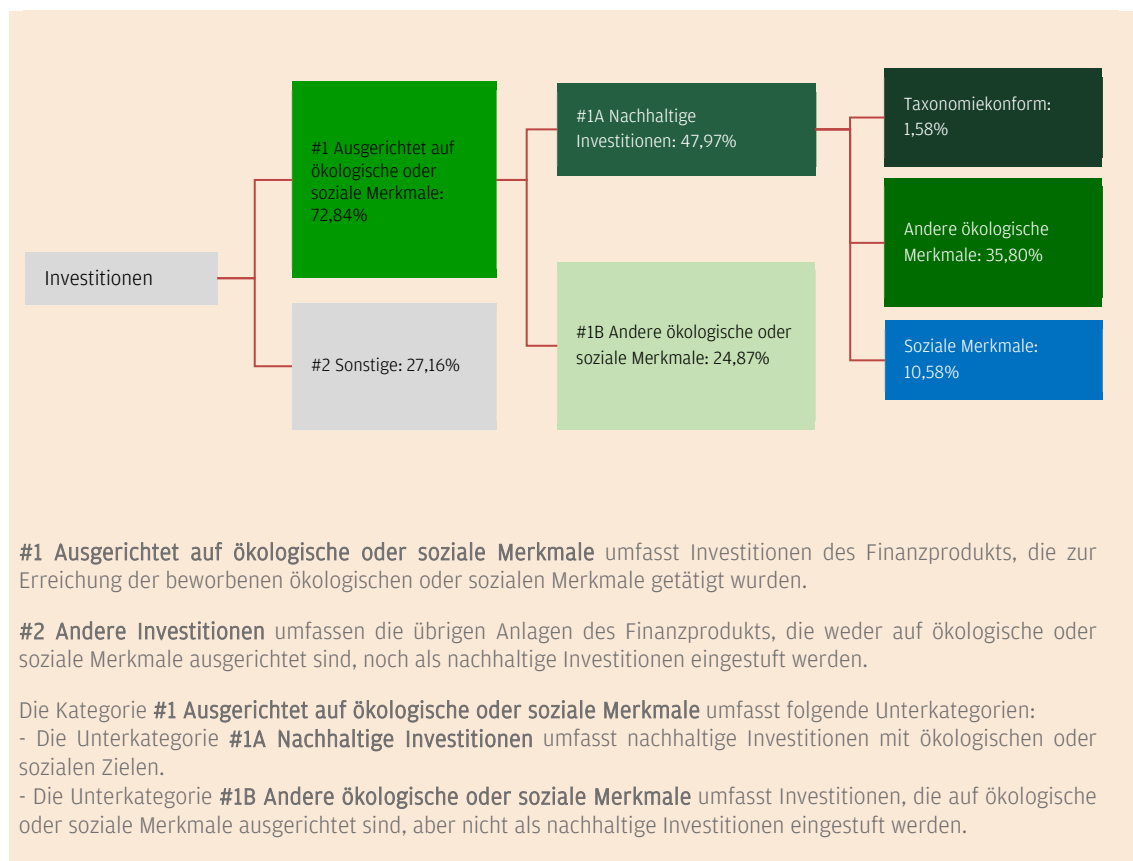 Investitionen
#1 Ausgerichtet auf
ökologische oder
soziale Merkmale:
72,84%
#2 Sonstige: 27,16%
#1A Nachhaltige
Investitionen: 47,97%
#1B Andere ökologische oder
soziale Merkmale: 24,87%
Taxonomiekonform:
1,58%
Andere ökologische
Merkmale: 35,80%
Soziale Merkmale:
10,58%
#1 Ausgerichtet auf ökologische oder soziale Merkmale umfasst Investitionen des Finanzprodukts, die zur
Erreichung der beworbenen ökologischen oder sozialen Merkmale getätigt wurden.
#2 Andere Investitionen umfassen die übrigen Anlagen des Finanzprodukts, die weder auf ökologische oder
soziale Merkmale ausgerichtet sind, noch als nachhaltige Investitionen eingestuft werden.
Die Kategorie #1 Ausgerichtet auf ökologische oder soziale Merkmale umfasst folgende Unterkategorien:
- Die Unterkategorie #1A Nachhaltige Investitionen umfasst nachhaltige Investitionen mit ökologischen oder
sozialen Zielen.
- Die Unterkategorie #1B Andere ökologische oder soziale Merkmale umfasst Investitionen, die auf ökologische
oder soziale Merkmale ausgerichtet sind, aber nicht als nachhaltige Investitionen eingestuft werden.